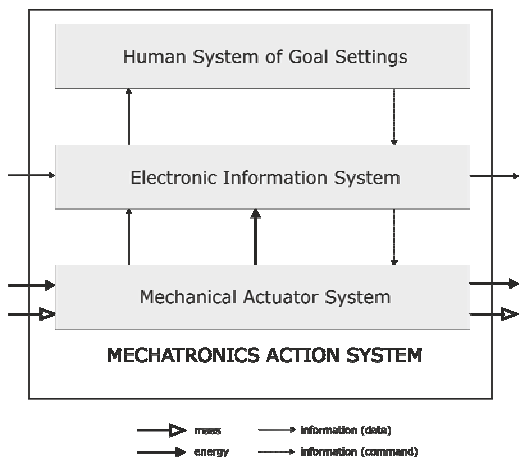 Human System of Goal Settings
Electronic Information System
Mechanical Actuator System
MECHATRONICS ACTION SYSTEM
mass
information (data)
energy
information (command)